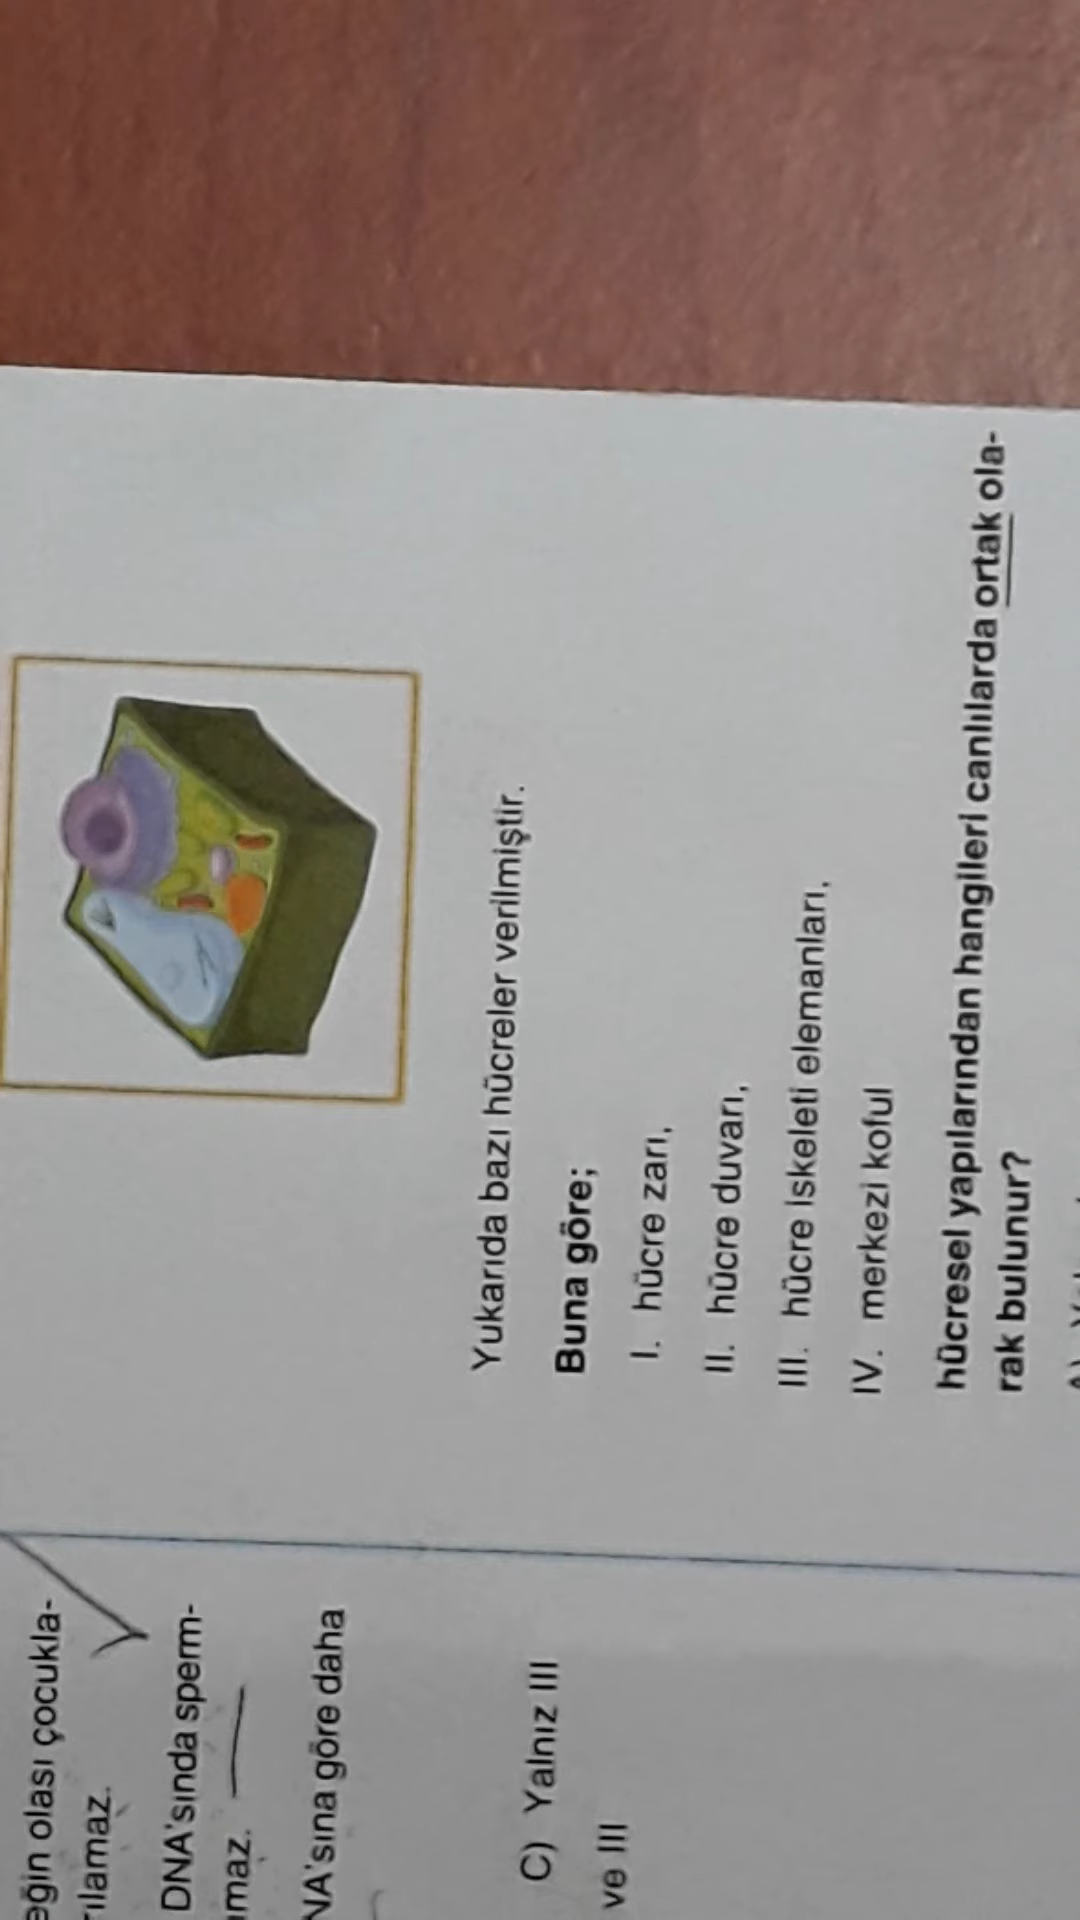 eğin olası çocukla-
rılamaz.
DNA'sında sperm-
maz.
NA'sına göre daha
C) Yalnız III
ve III
Yukarıda bazı hücreler verilmiştir.
Buna göre;
I. hücre zarı,
II. hücre duvarı,
III. hücre iskeleti elemanları,
IV. merkezi koful
hücresel yapılarından hangileri canlılarda ortak ola-
rak bulunur?